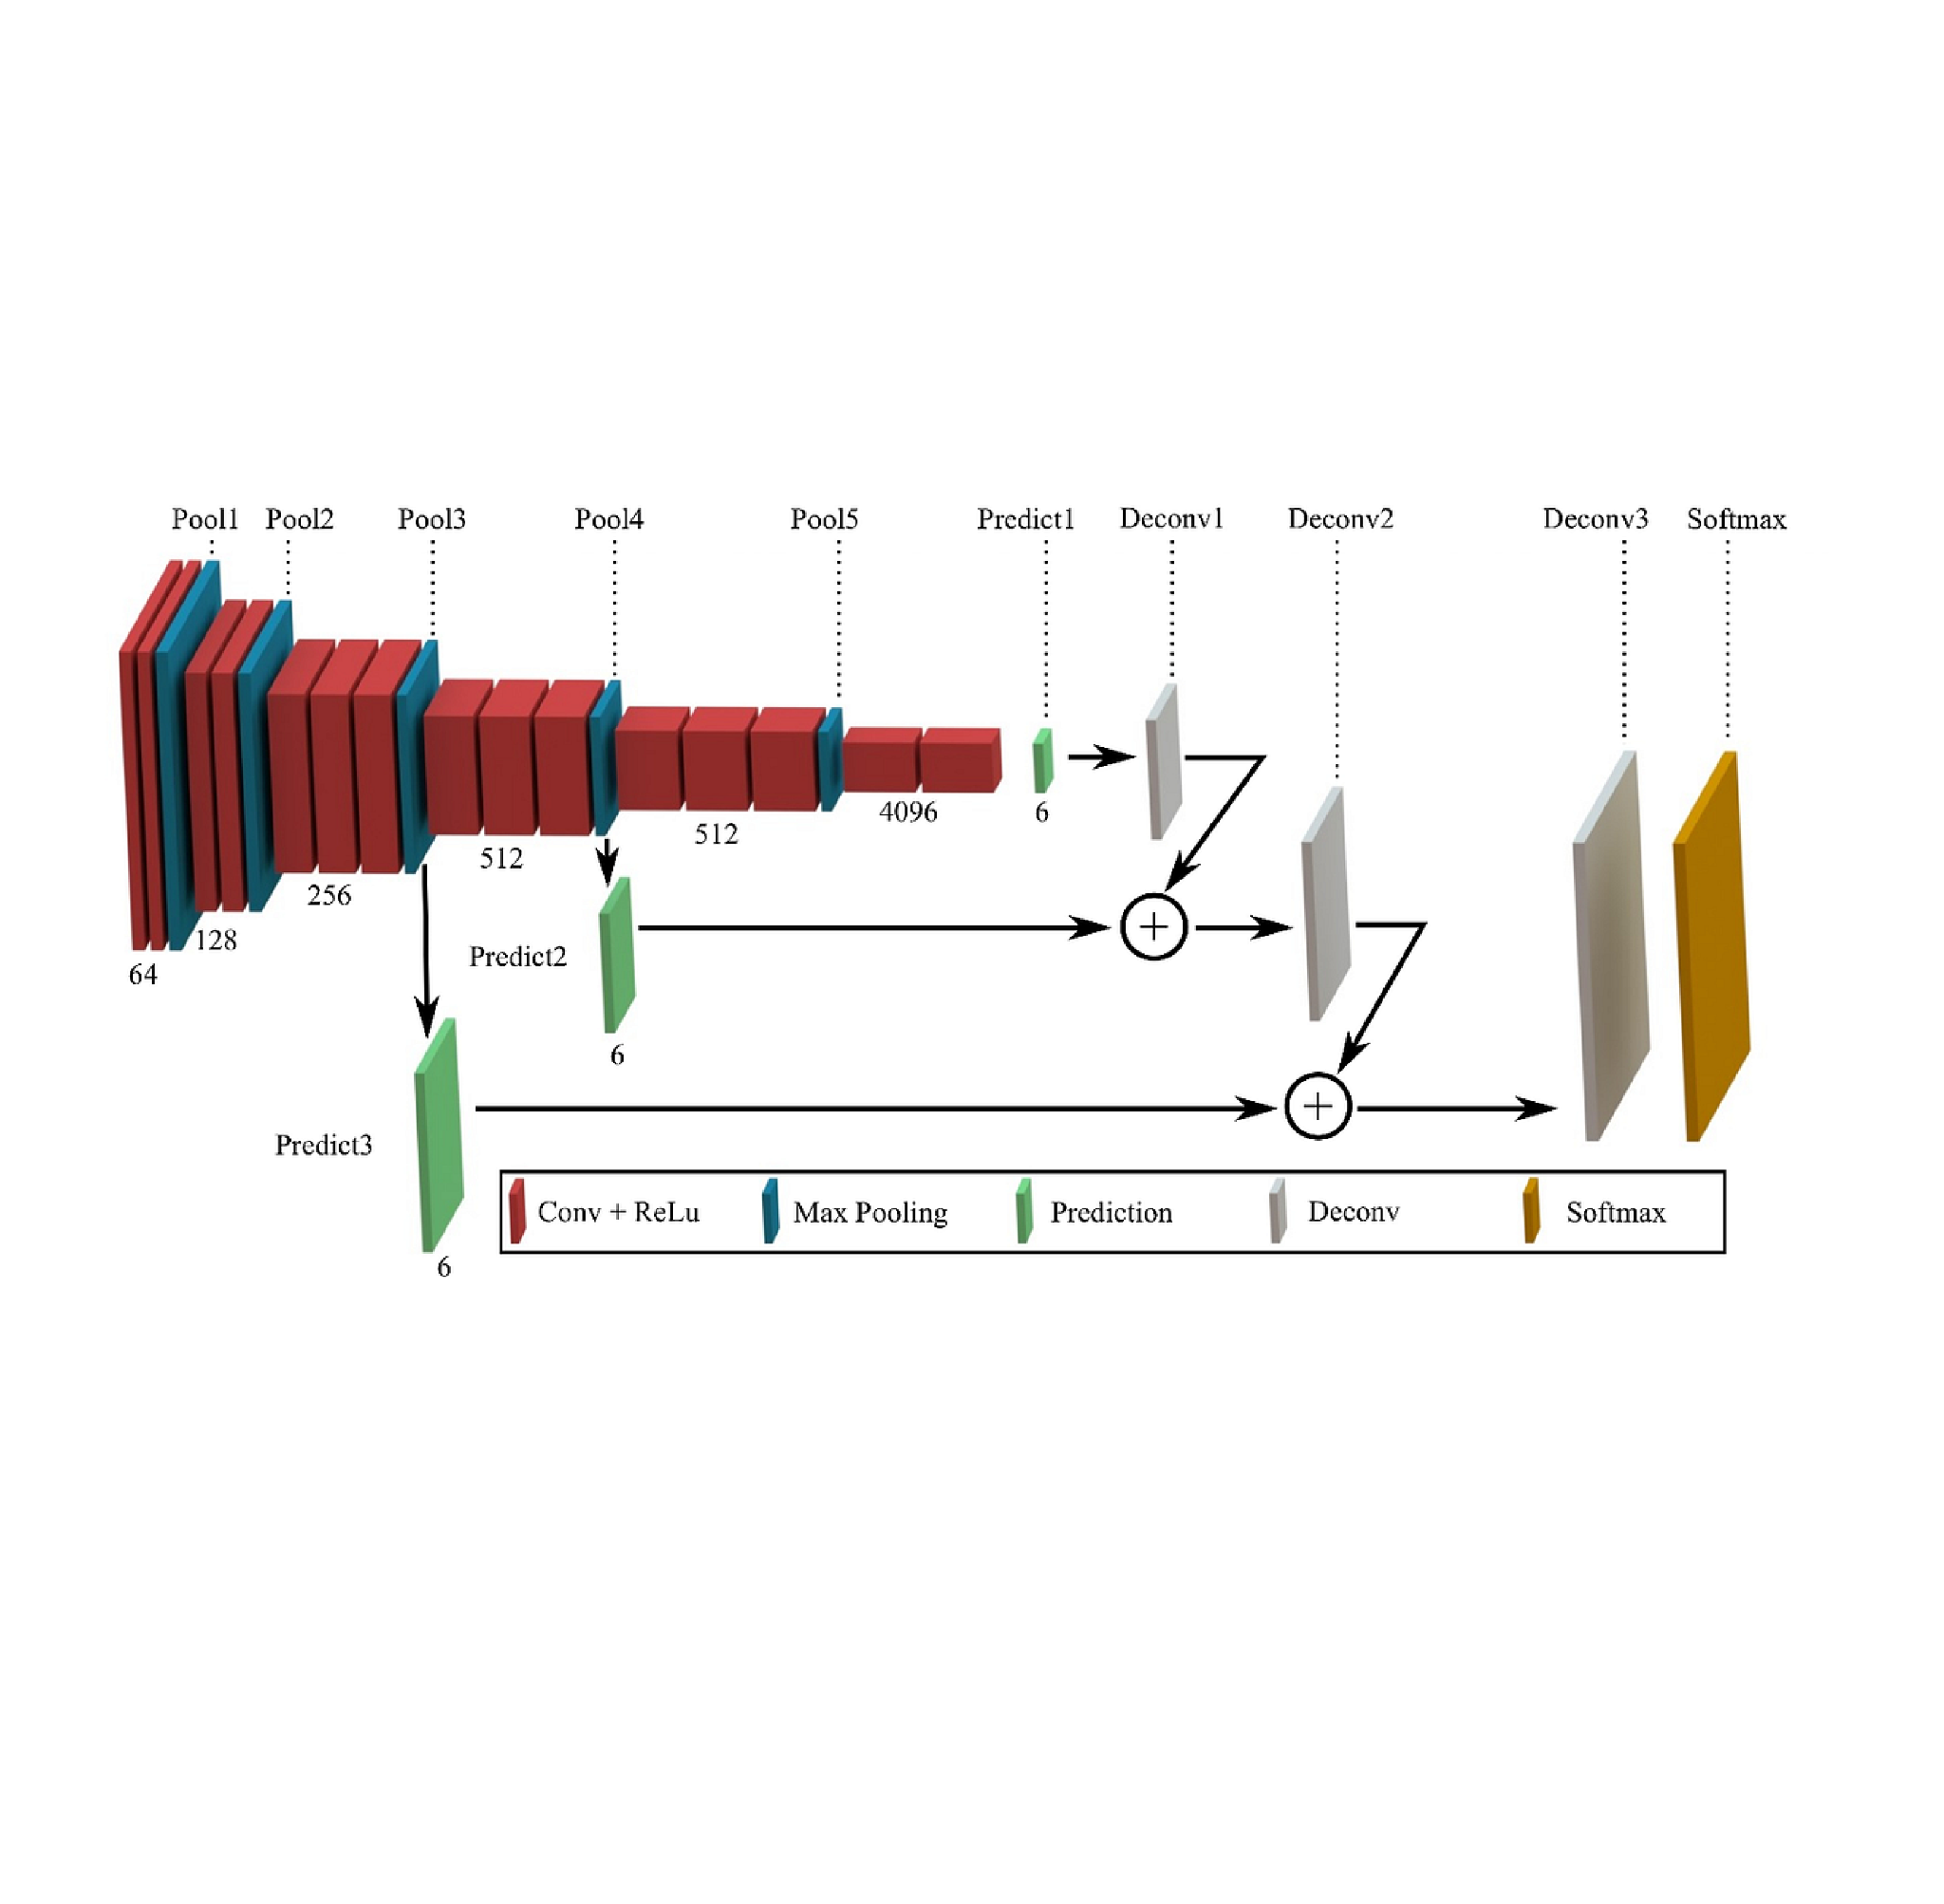 Pool1 Pool2 Pool3 Pool4 Pool5 Predict1 Deconv1 Deconv2 Deconv3 Softmax
4096
6
512
512
256
128
Predict2
64
6
Predict3
6
Conv + ReLu Max Pooling Prediction Deconv Softmax